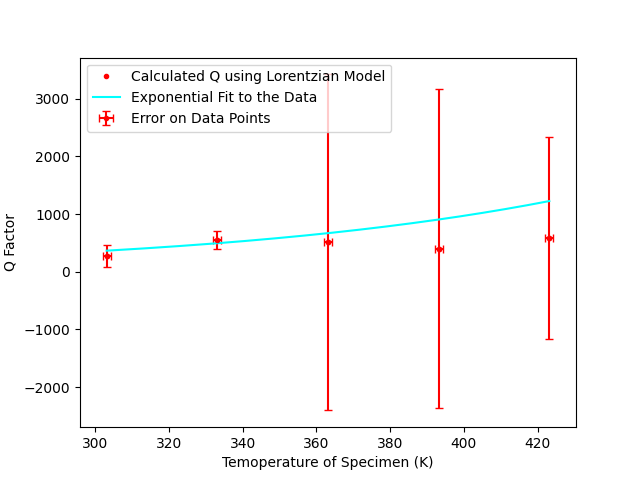 Calculated Q using Lorentzian Model
Exponential Fit to the Data
Error on Data Points
3000
2000
1000
0
−1000
−2000
Q Factor
300
320
340
360
380
400
420
Temoperature of Specimen (K)